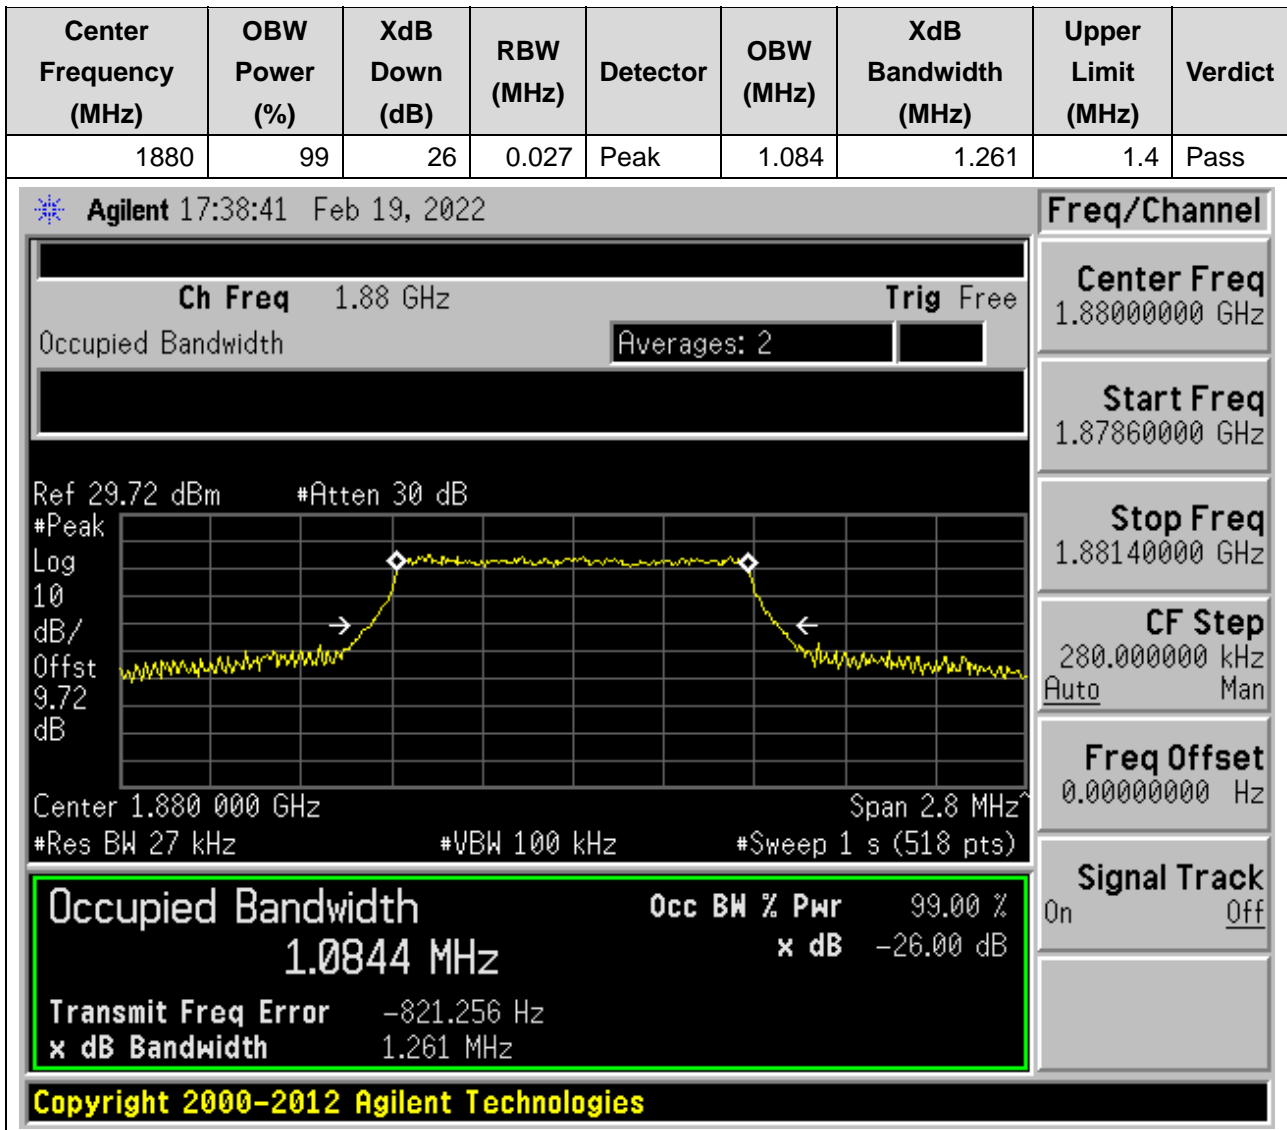 Center Frequency (MHz) OBW Power (%) XdB Down (dB) RBW (MHz) Detector OBW (MHz) XdB Bandwidth (MHz) Upper Limit (MHz) Verdict
1880 99 26 0.027 Peak 1.084 1.261 1.4 Pass
Agilent 17:38:41 Feb 19, 2022
Freq/Channel
Ch Freq 1.88 GHz Trig Free
Occupied Bandwidth Averages: 2
Center Freq
1.88000000 GHz
Start Freq
1.87860000 GHz
Stop Freq
1.88140000 GHz
CF Step
280.000000 kHz
Auto Man
Freq Offset
0.00000000 Hz
Signal Track
On Off
Ref 29.72 dBm #Atten 30 dB
#Peak
Log
10
dB/
Offst
9.72
dB
Center 1.880 000 GHz Span 2.8 MHz^
#Res BW 27 kHz #VBW 100 kHz #Sweep 1 s (518 pts)
Occupied Bandwidth Occ BW % Pwr 99.00 %
1.0844 MHz x dB -26.00 dB
Transmit Freq Error -821.256 Hz
x dB Bandwidth 1.261 MHz
Copyright 2000-2012 Agilent Technologies